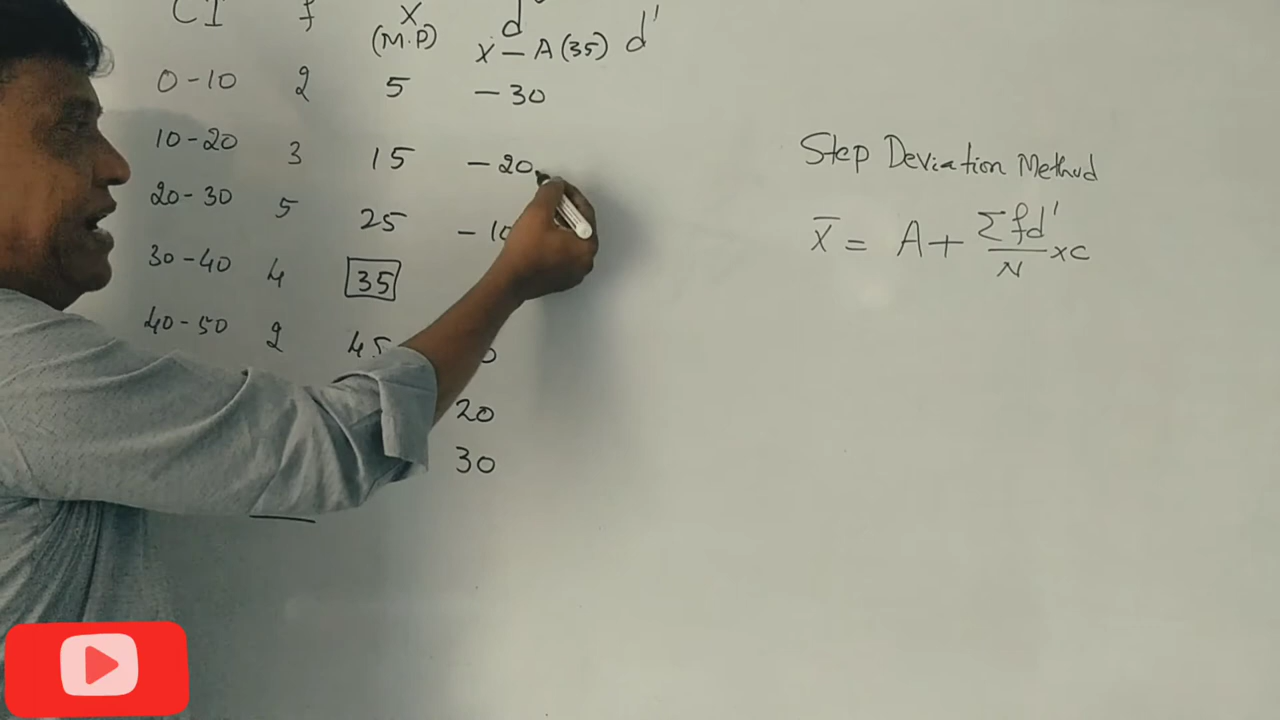 CI f X d
(M.P) x – A (35) d'
0-10 2 5 – 30
10-20 3 15 – 20
20-30 5 25 – 10
30-40 4 35
40-50 2 45
20
30
Step Deviation Method
X̄ = A + Σfd' / N × c